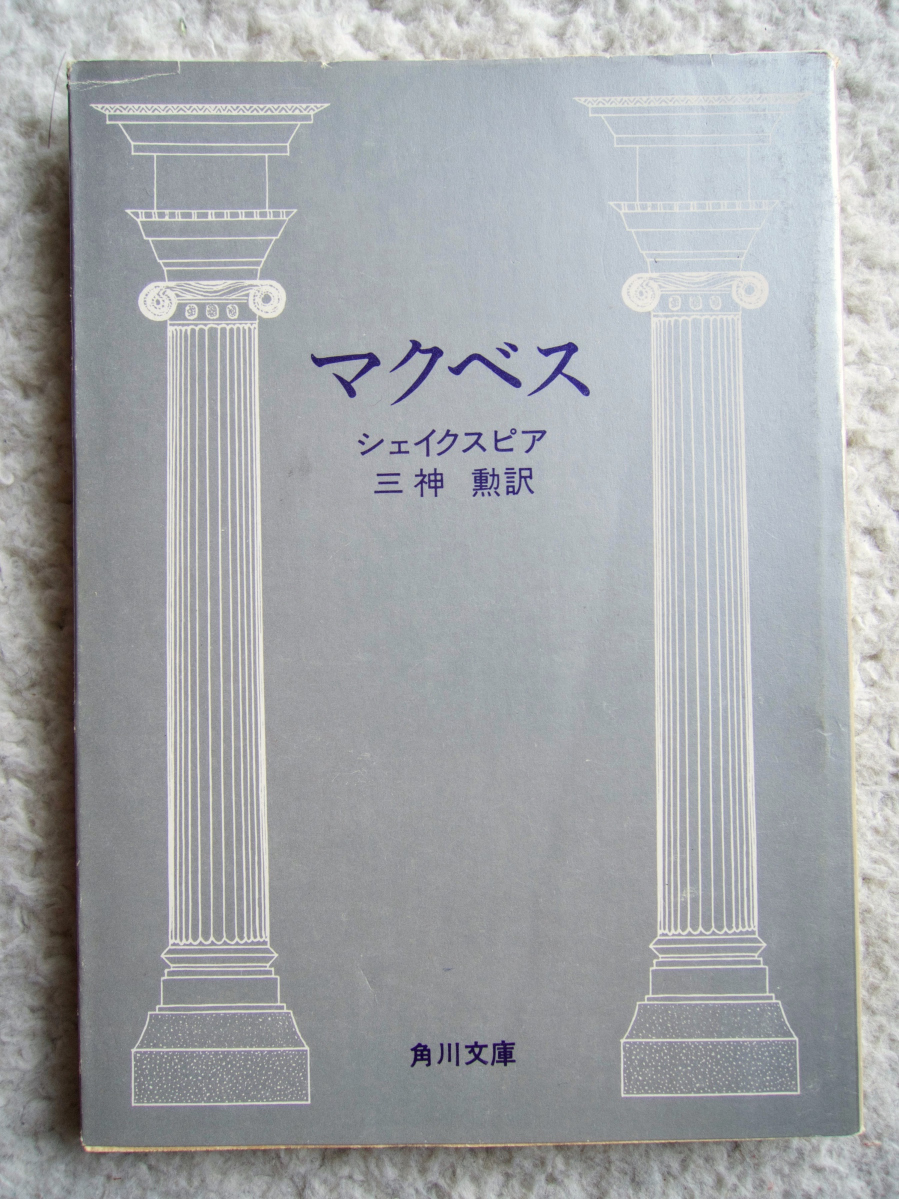 マクベス
シェイクスピア
三神 勲訳
角川文庫